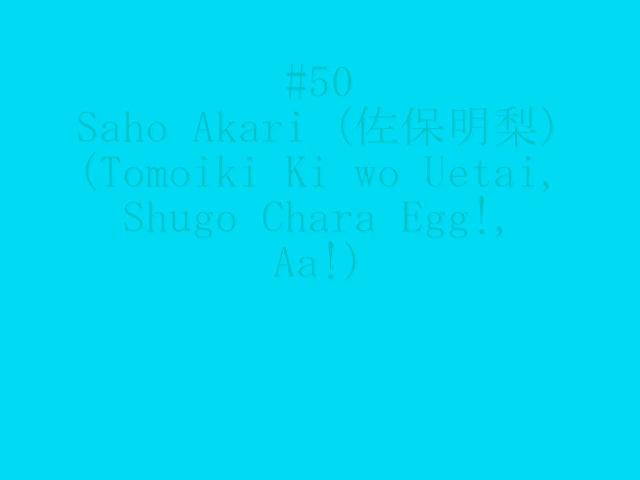 #50
Saho Akari (佐保明梨)
(Tomoiki Ki wo Uetai,
Shugo Chara Egg!,
Aa!)